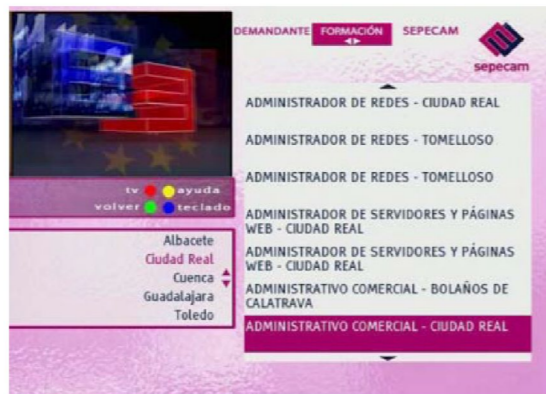 DEMANDANTE FORMACIÓN SEPECAM
sepecam
ADMINISTRADOR DE REDES - CIUDAD REAL
ADMINISTRADOR DE REDES - TOMELLOSO
ADMINISTRADOR DE REDES - TOMELLOSO
ADMINISTRADOR DE SERVIDORES Y PÁGINAS
WEB - CIUDAD REAL
ADMINISTRADOR DE SERVIDORES Y PÁGINAS
WEB - CIUDAD REAL
ADMINISTRATIVO COMERCIAL - BOLAÑOS DE
CALATRAVA
ADMINISTRATIVO COMERCIAL - CIUDAD REAL
tv ayuda
volver teclado
Albacete
Ciudad Real
Cuenca
Guadalajara
Toledo